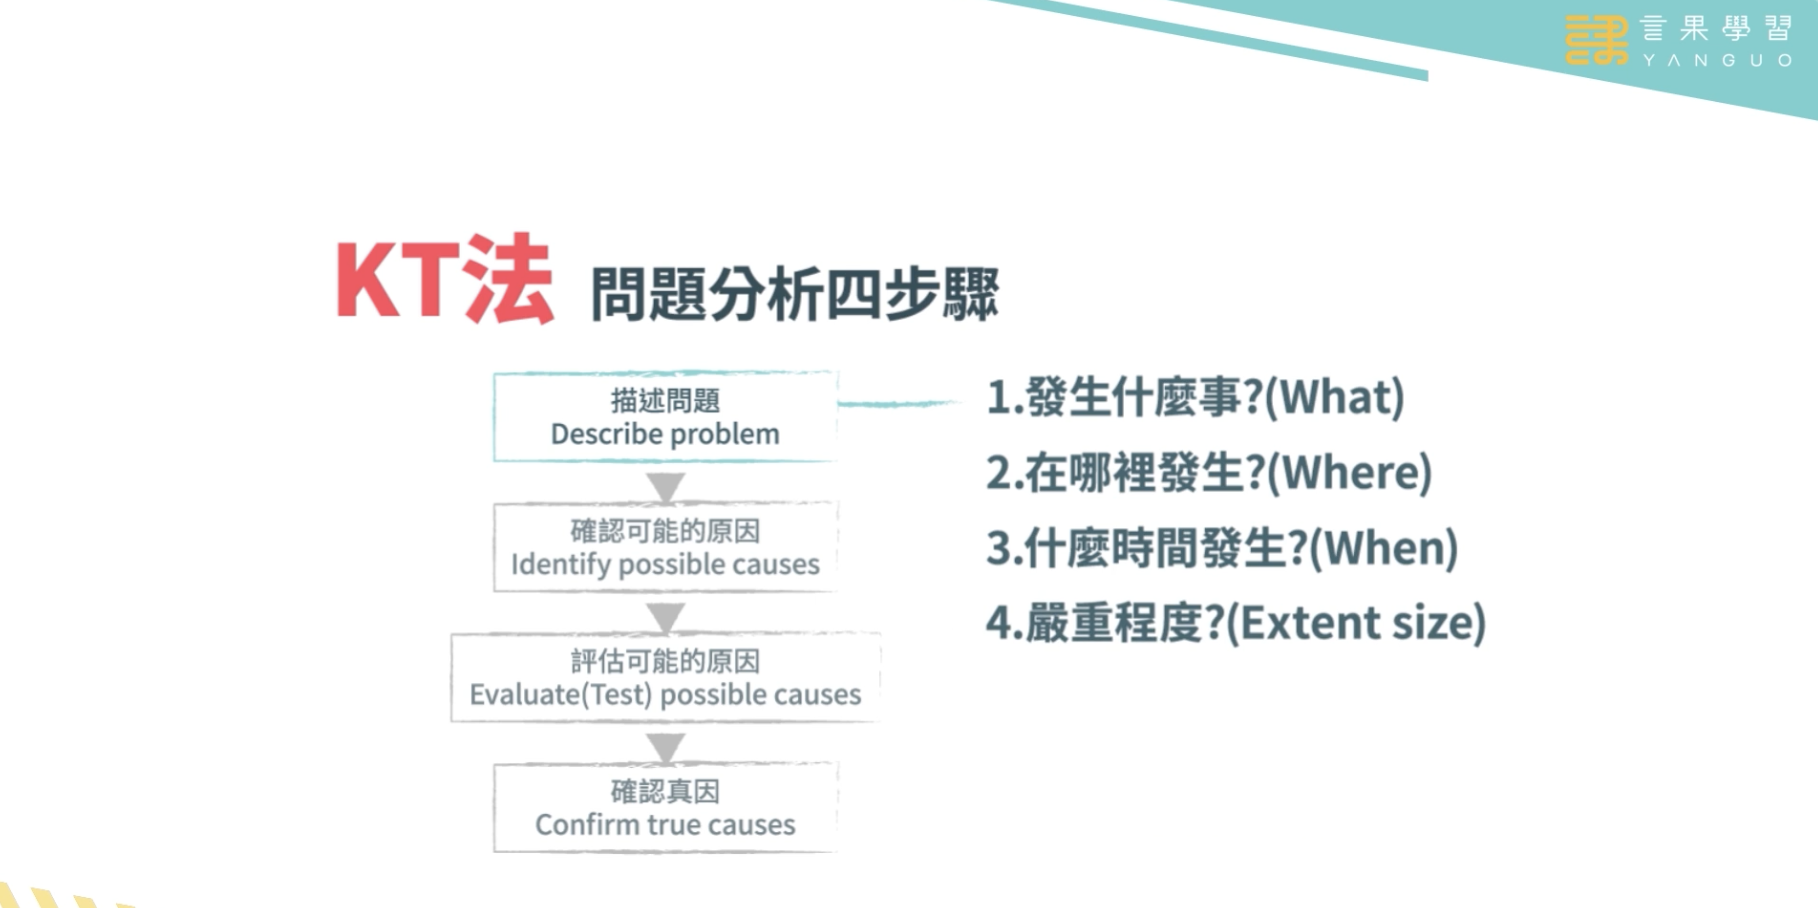 言果學習
YANGUO
KT法 問題分析四步驟
描述問題
Describe problem
確認可能的原因
Identify possible causes
評估可能的原因
Evaluate(Test) possible causes
確認真因
Confirm true causes
1.發生什麼事?(What)
2.在哪裡發生?(Where)
3.什麼時間發生?(When)
4.嚴重程度?(Extent size)